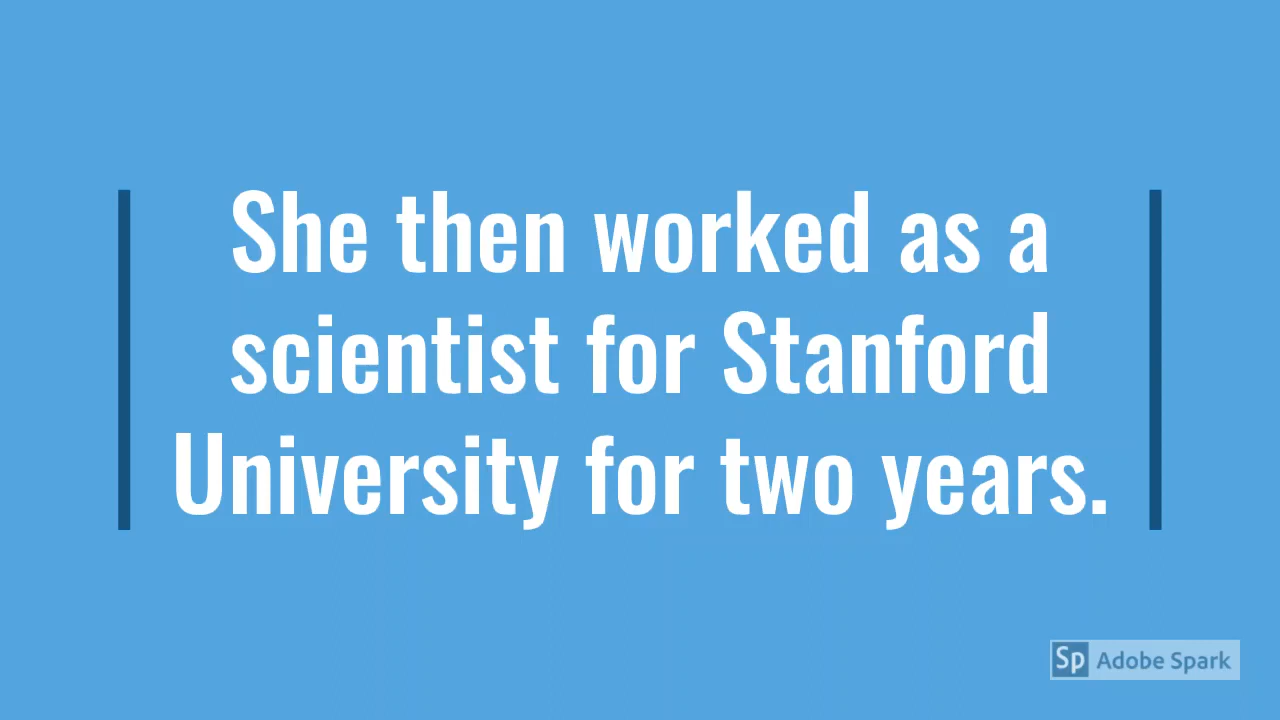 She then worked as a
scientist for Stanford
University for two years.
Sp Adobe Spark